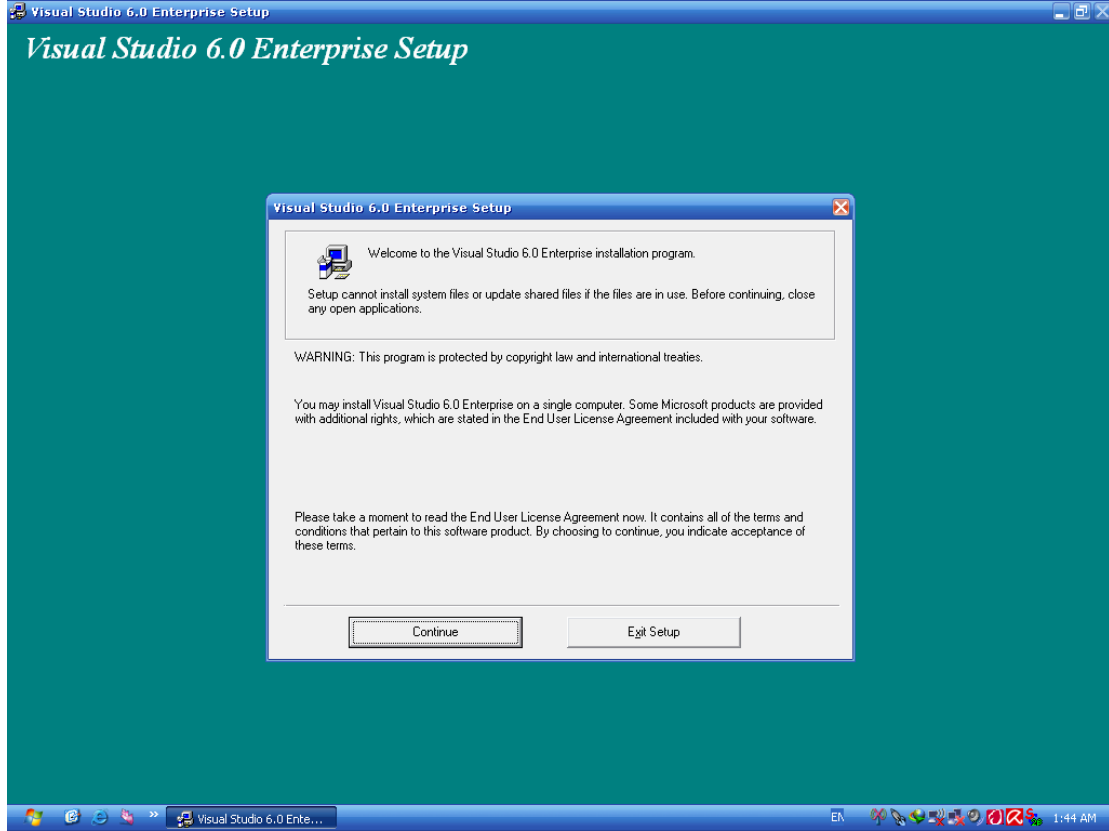 Visual Studio 6.0 Enterprise Setup
Visual Studio 6.0 Enterprise Setup
Visual Studio 6.0 Enterprise Setup
Welcome to the Visual Studio 6.0 Enterprise installation program.
Setup cannot install system files or update shared files if the files are in use. Before continuing, close
any open applications.
WARNING: This program is protected by copyright law and international treaties.
You may install Visual Studio 6.0 Enterprise on a single computer. Some Microsoft products are provided
with additional rights, which are stated in the End User License Agreement included with your software.
Please take a moment to read the End User License Agreement now. It contains all of the terms and
conditions that pertain to this software product. By choosing to continue, you indicate acceptance of
these terms.
Continue
Exit Setup
Visual Studio 6.0 Ente...
EN
1:44 AM